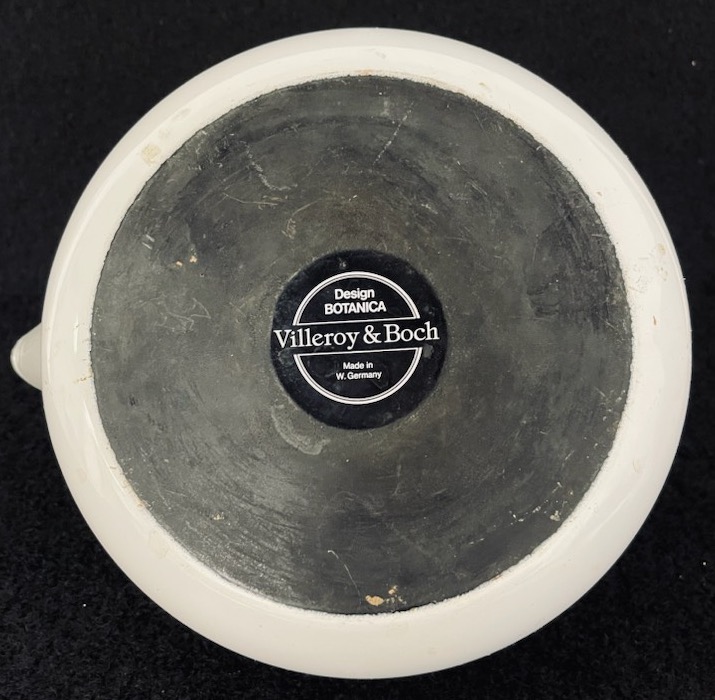 Design
BOTANICA
Villeroy & Boch
Made in
W. Germany